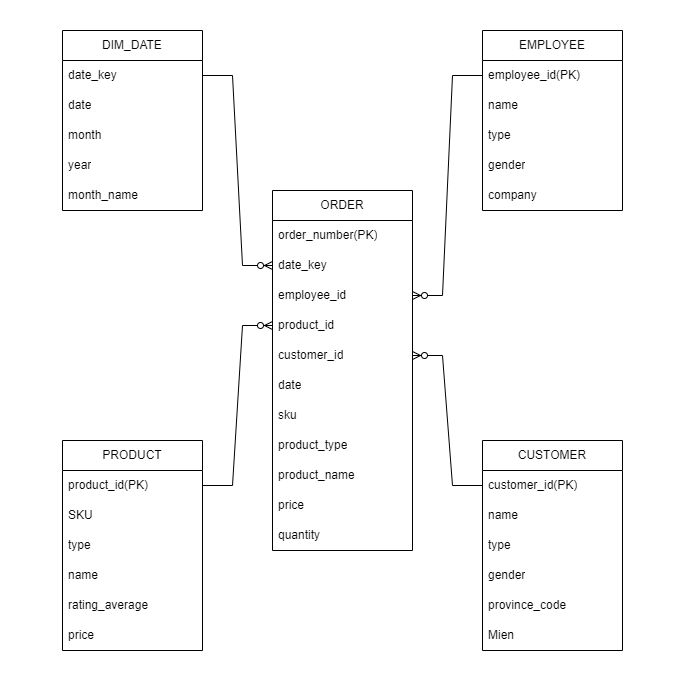 DIM_DATE
date_key
date
month
year
month_name
EMPLOYEE
employee_id(PK)
name
type
gender
company
ORDER
order_number(PK)
date_key
employee_id
product_id
customer_id
date
sku
product_type
product_name
price
quantity
PRODUCT
product_id(PK)
SKU
type
name
rating_average
price
CUSTOMER
customer_id(PK)
name
type
gender
province_code
Mien